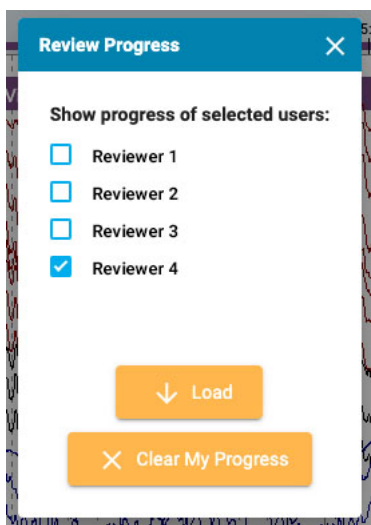 Review Progress
Show progress of selected users:
Reviewer 1
Reviewer 2
Reviewer 3
Reviewer 4
Load
Clear My Progress